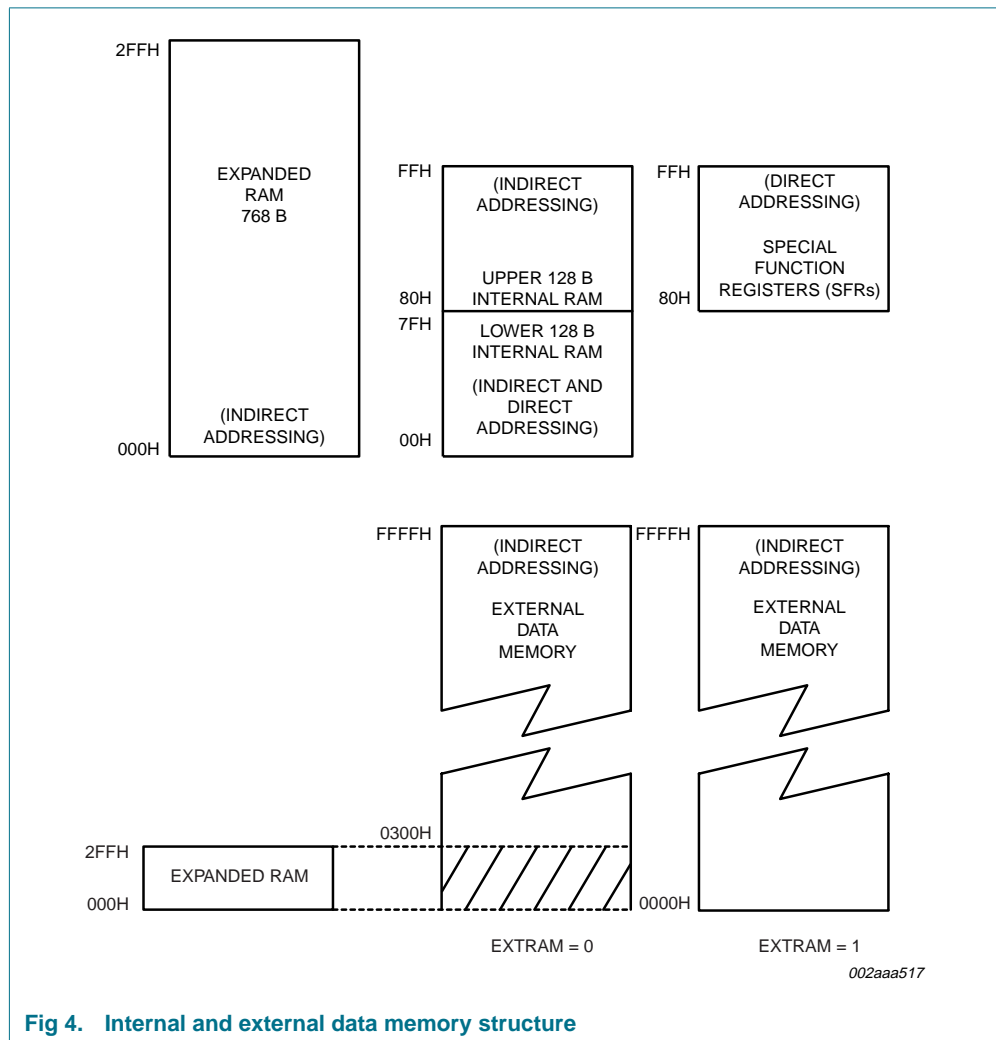 2FFH
EXPANDED
RAM
768 B
(INDIRECT
ADDRESSING)
000H
FFH
(INDIRECT
ADDRESSING)
UPPER 128 B
INTERNAL RAM
80H
7FH
LOWER 128 B
INTERNAL RAM
(INDIRECT AND
DIRECT
ADDRESSING)
00H
FFH
(DIRECT
ADDRESSING)
SPECIAL
FUNCTION
REGISTERS (SFRs)
80H
FFFFH
(INDIRECT
ADDRESSING)
EXTERNAL
DATA
MEMORY
FFFFH
(INDIRECT
ADDRESSING)
EXTERNAL
DATA
MEMORY
2FFH
EXPANDED RAM
000H
0300H
0000H
EXTRAM = 0
EXTRAM = 1
002aaa517
Fig 4. Internal and external data memory structure